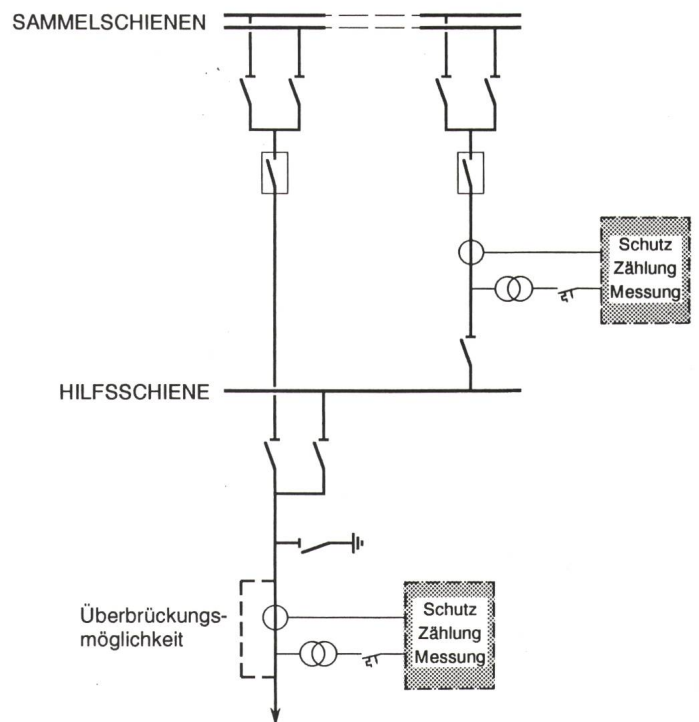 SAMMELSCHIENEN
Schutz
Zählung
Messung
HILFSSCHIENE
Überbrückungs-
möglichkeit
Schutz
Zählung
Messung